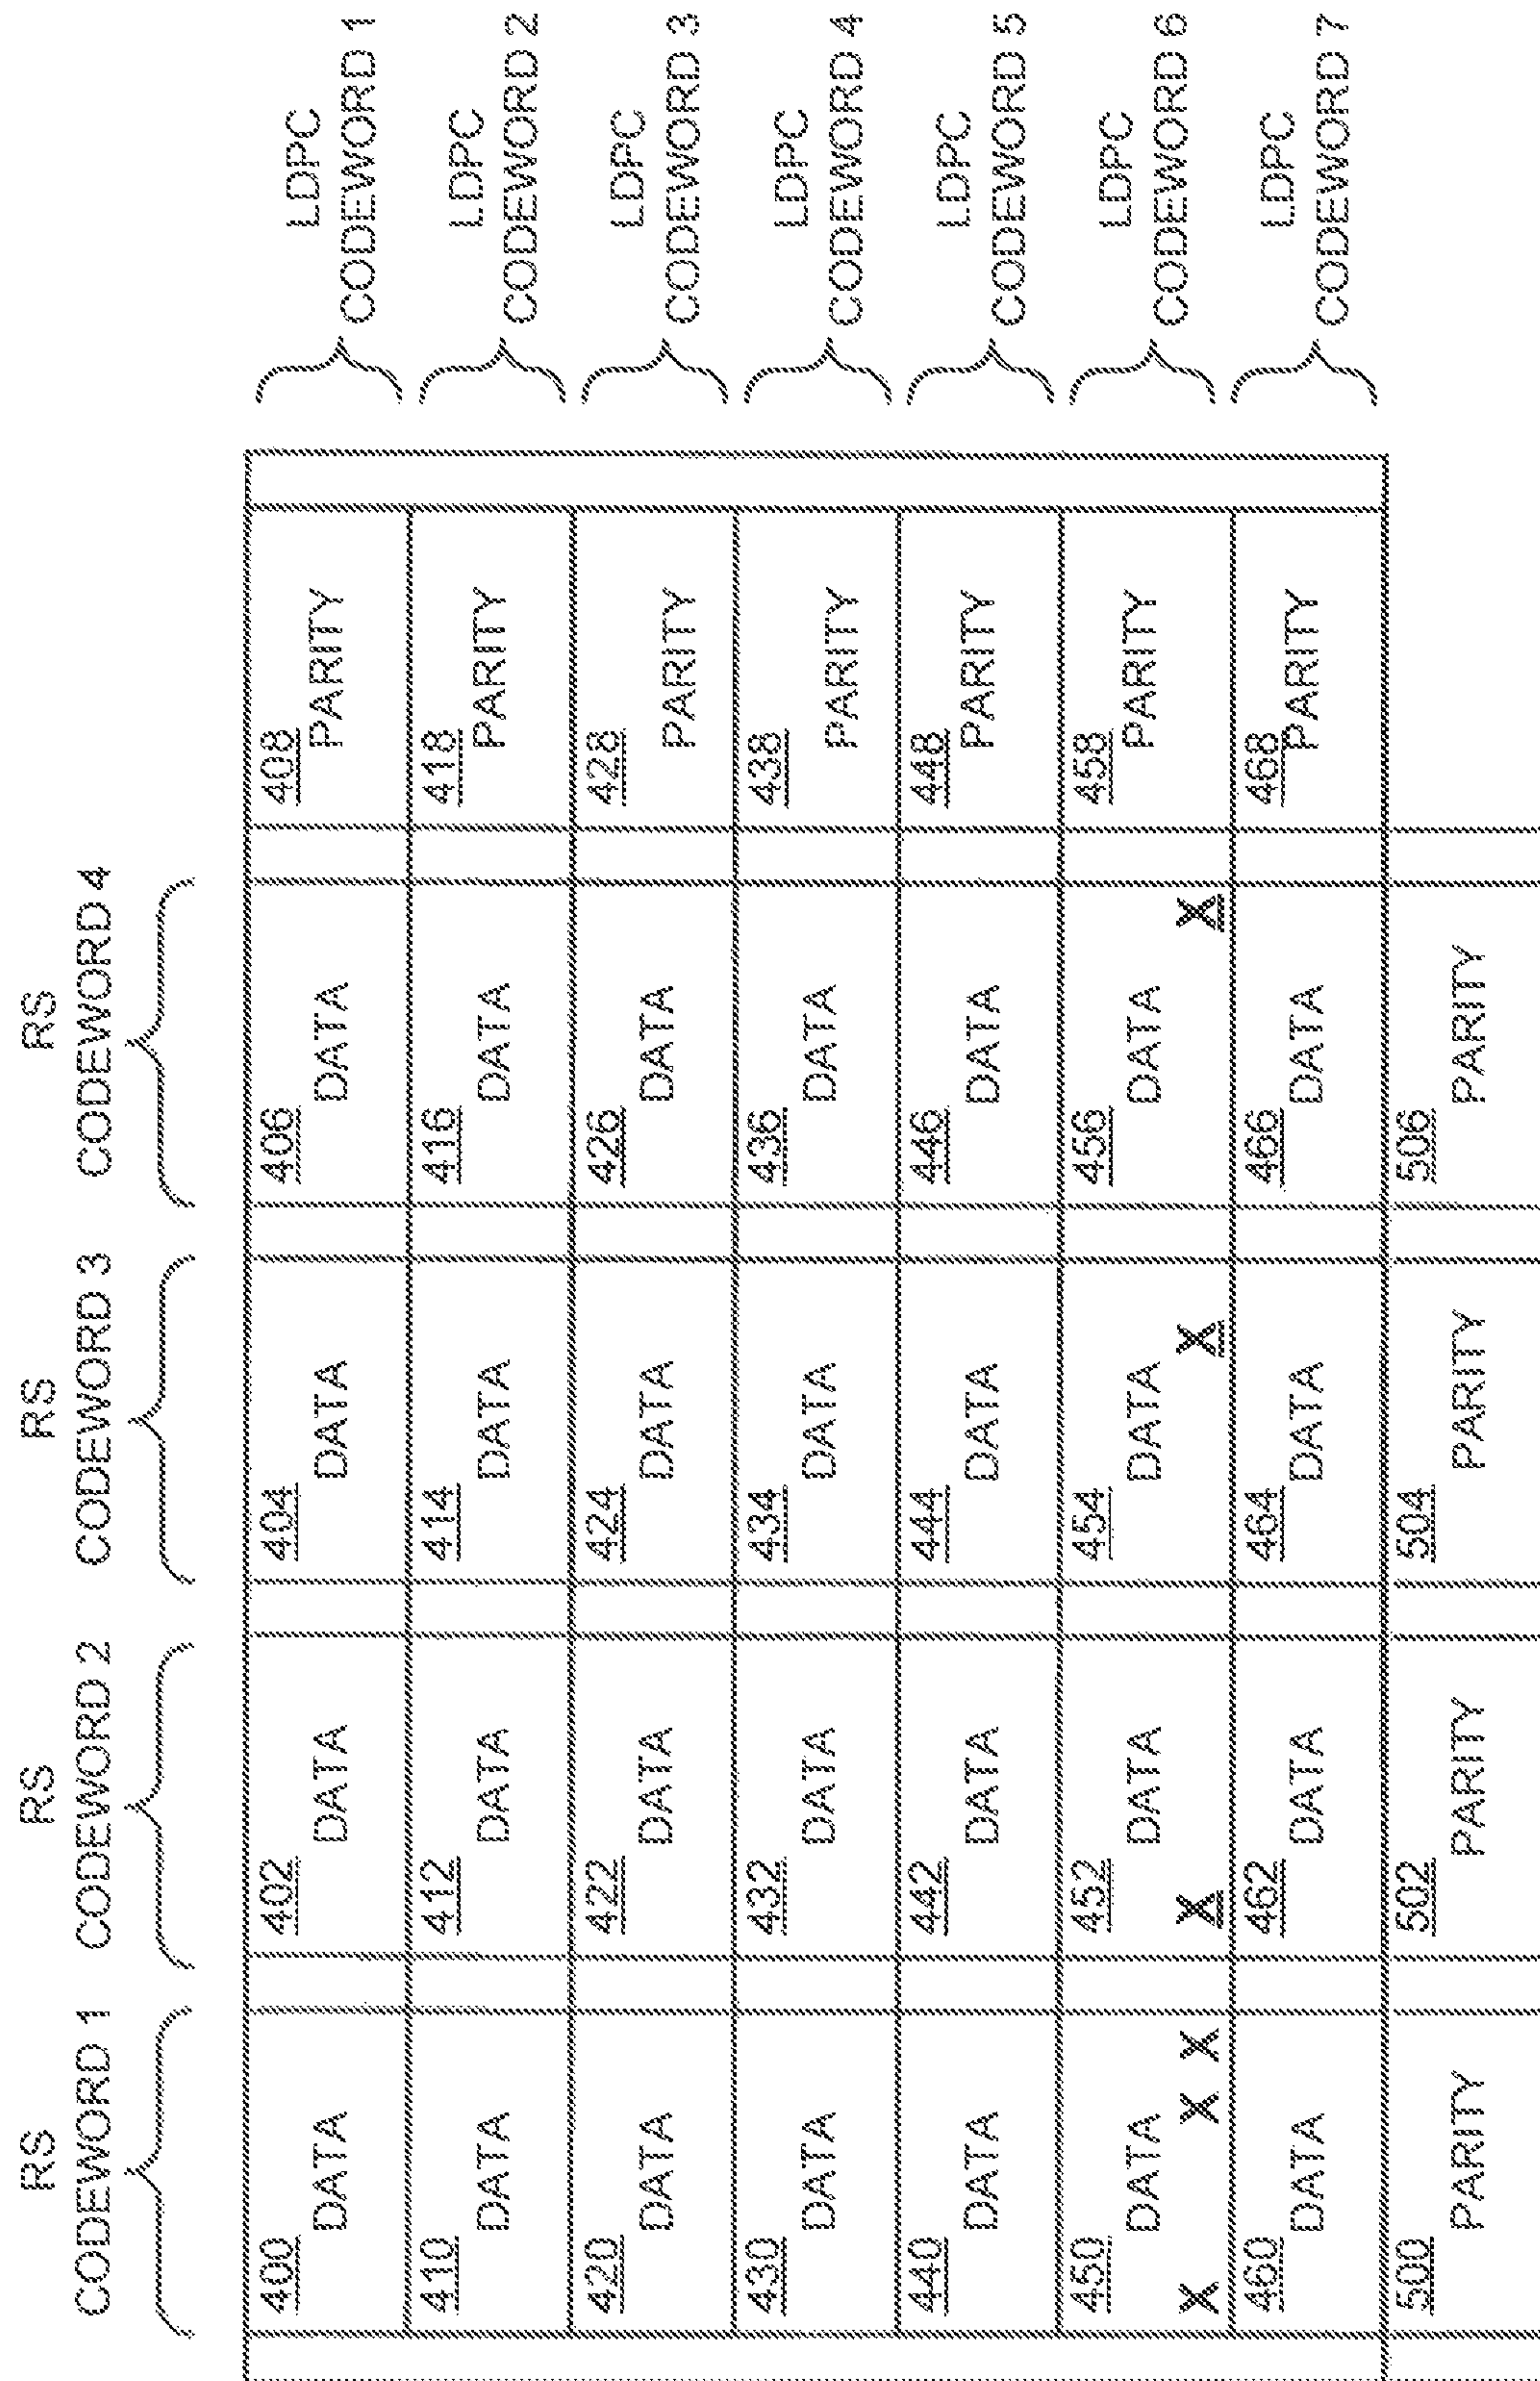 RS
CODEWORD 1
RS
CODEWORD 2
RS
CODEWORD 3
RS
CODEWORD 4
400
DATA
402
DATA
404
DATA
406
DATA
408
PARITY
LDPC
CODEWORD 1
410
DATA
412
DATA
414
DATA
416
DATA
418
PARITY
LDPC
CODEWORD 2
420
DATA
422
DATA
424
DATA
426
DATA
428
PARITY
LDPC
CODEWORD 3
430
DATA
432
DATA
434
DATA
436
DATA
438
PARITY
LDPC
CODEWORD 4
440
DATA
442
DATA
444
DATA
446
DATA
448
PARITY
LDPC
CODEWORD 5
450
DATA
X X X
452
DATA
X
454
DATA
X
456
DATA
X
458
PARITY
LDPC
CODEWORD 6
460
DATA
462
DATA
464
DATA
466
DATA
468
PARITY
LDPC
CODEWORD 7
500
PARITY
502
PARITY
504
PARITY
506
PARITY